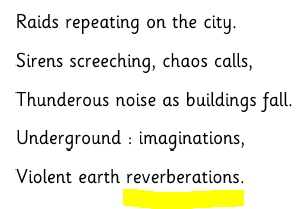 Raids repeating on the city.
Sirens screeching, chaos calls,
Thunderous noise as buildings fall.
Underground : imaginations,
Violent earth reverberations.